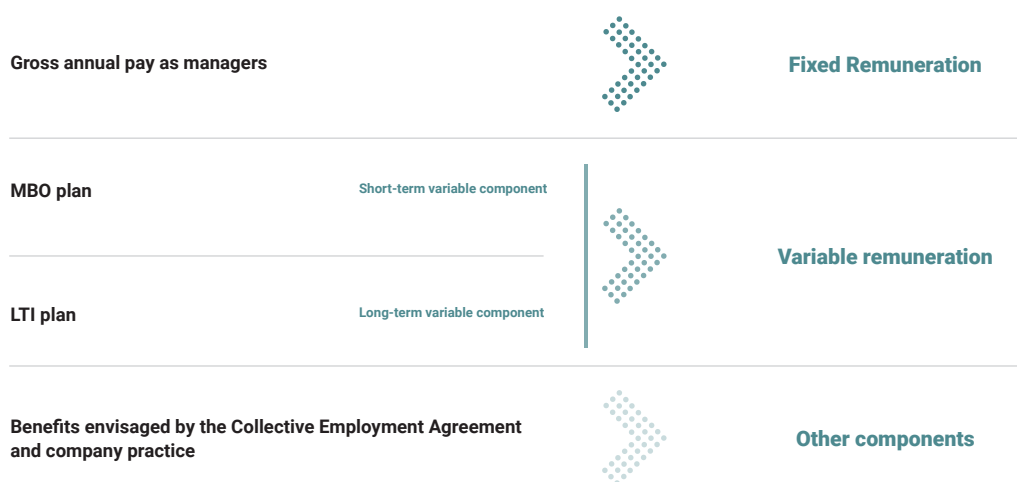 Gross annual pay as managers
Fixed Remuneration
MBO plan
Short-term variable component
Variable remuneration
LTI plan
Long-term variable component
Benefits envisaged by the Collective Employment Agreement
and company practice
Other components